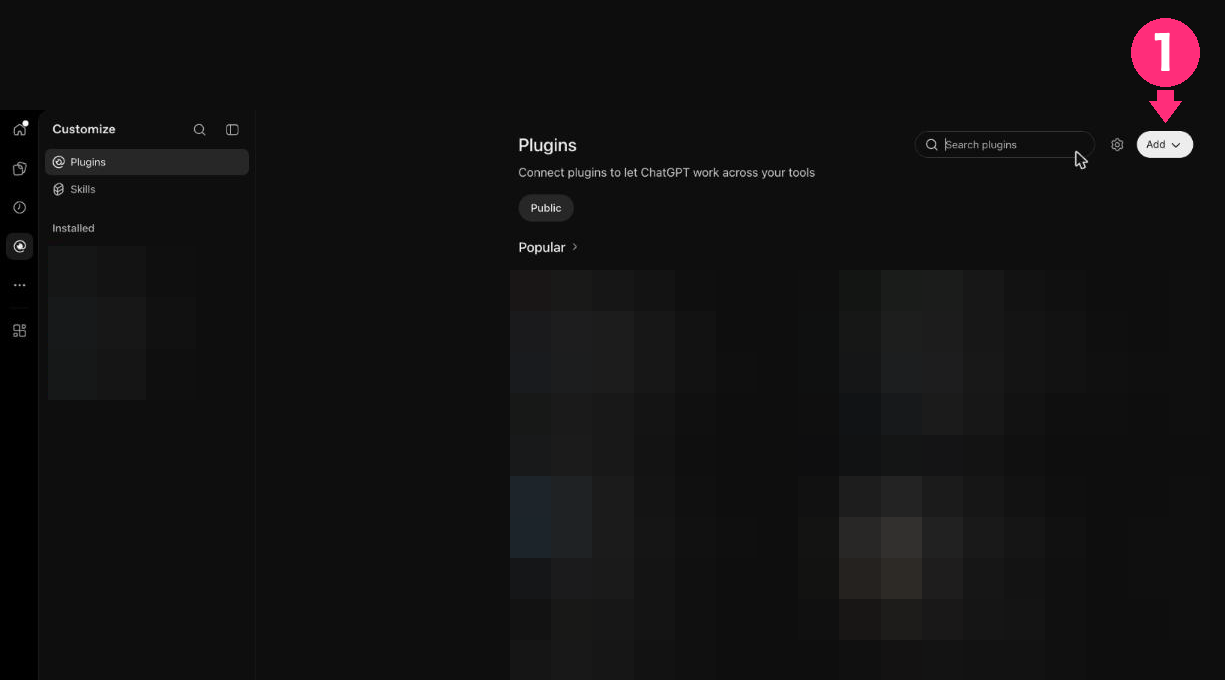 1
Customize
Plugins
Skills
Installed
Plugins
Search plugins
Add
Connect plugins to let ChatGPT work across your tools
Public
Popular